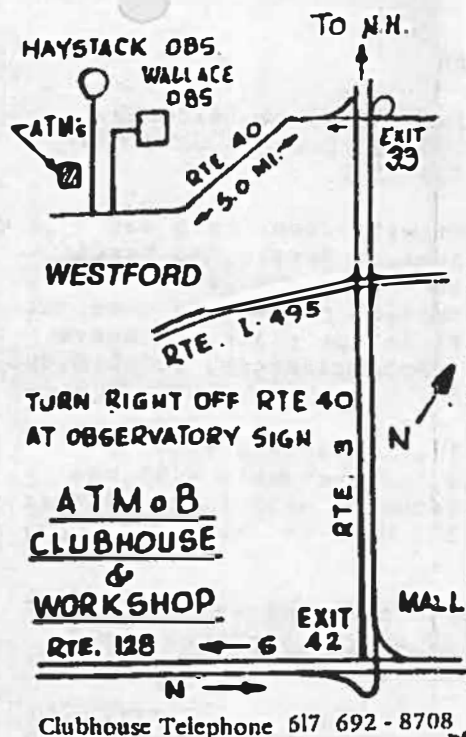 TO N.H.
HAYSTACK OBS.
WALLACE
OBS
ATM's
RTE 40
5.0 MI.
EXIT
33
WESTFORD
RTE. I-495
TURN RIGHT OFF RTE 40
AT OBSERVATORY SIGN
N
RTE. 3
ATMoB
CLUBHOUSE
&
WORKSHOP
EXIT
42
MALL
RTE. 128
S
N
Clubhouse Telephone 617 692-8708